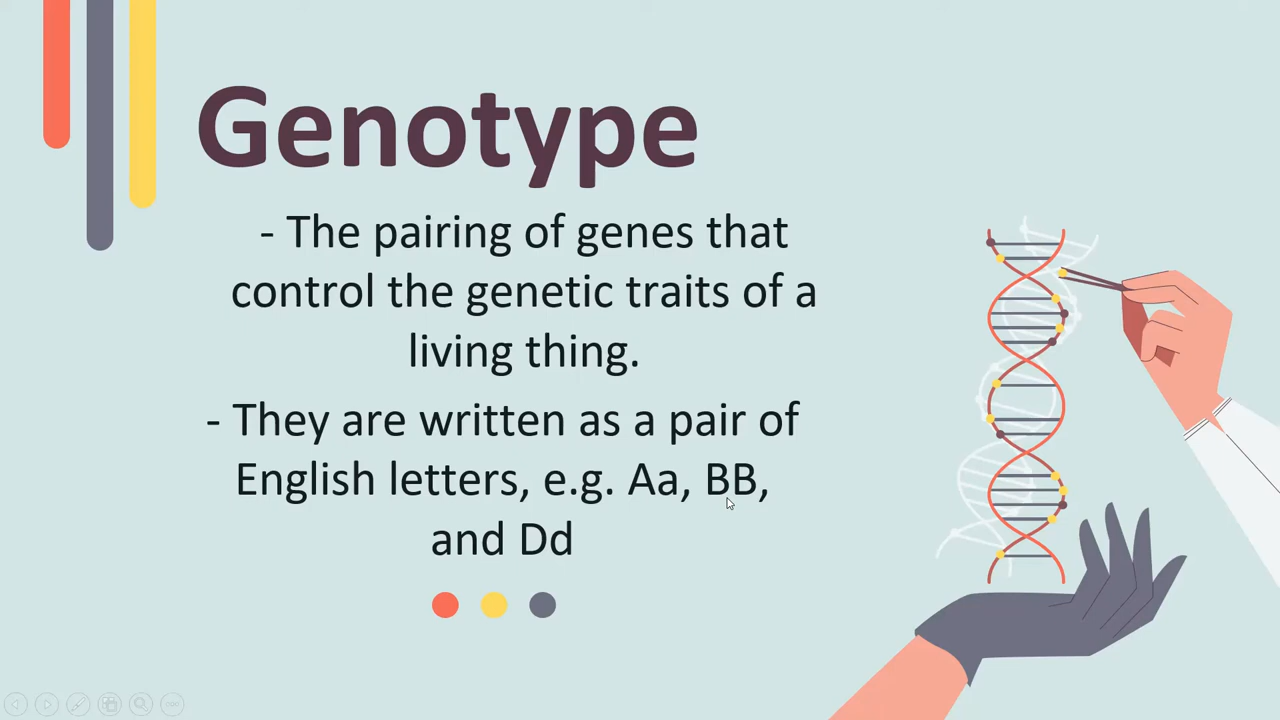 Genotype
- The pairing of genes that
control the genetic traits of a
living thing.
- They are written as a pair of
English letters, e.g. Aa, BB,
and Dd